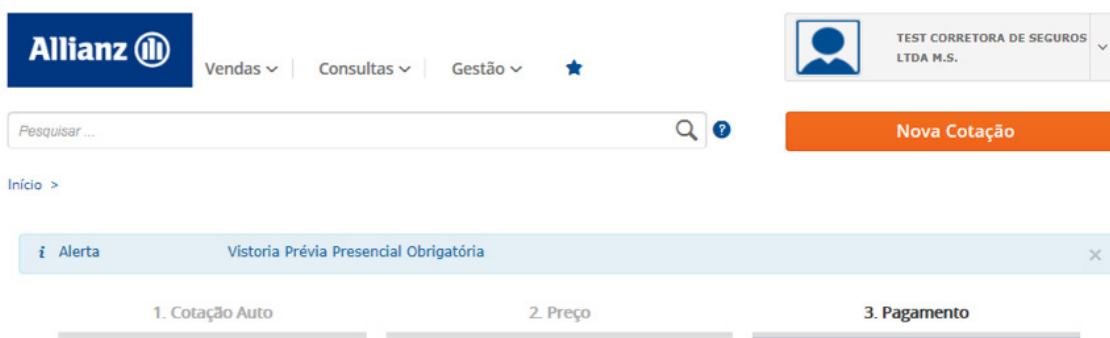 Allianz
Vendas Consultas Gestão
TEST CORRETORA DE SEGUROS
LTDA M.S.
Pesquisar ...
?
Nova Cotação
Início >
i Alerta Vistoria Prévia Presencial Obrigatória ×
1. Cotação Auto 2. Preço 3. Pagamento